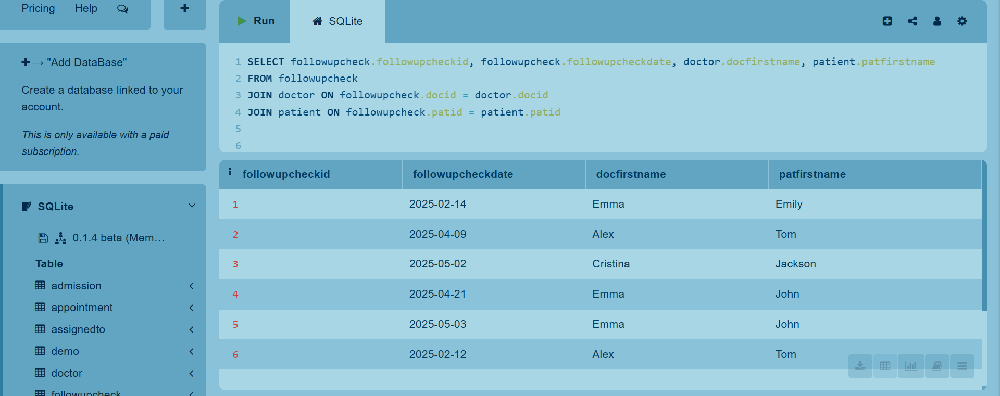 Pricing Help
Run SQLite
"Add DataBase"
Create a database linked to your
account.
This is only available with a paid
subscription.
SQLite
0.1.4 beta (Mem…
Table
admission
appointment
assignedto
demo
doctor
followupcheck
1 SELECT followupcheck.followupcheckid, followupcheck.followupcheckdate, doctor.docfirstname, patient.patfirstname
2 FROM followupcheck
3 JOIN doctor ON followupcheck.docid = doctor.docid
4 JOIN patient ON followupcheck.patid = patient.patid
5
6
followupcheckid followupcheckdate docfirstname patfirstname
1 2025-02-14 Emma Emily
2 2025-04-09 Alex Tom
3 2025-05-02 Cristina Jackson
4 2025-04-21 Emma John
5 2025-05-03 Emma John
6 2025-02-12 Alex Tom